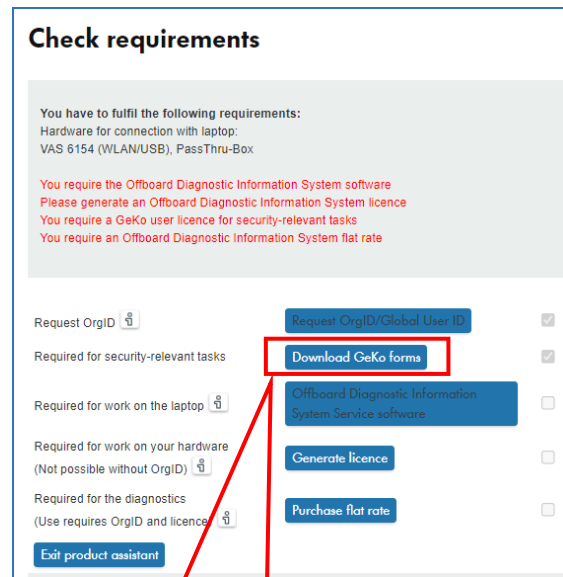 Check requirements
You have to fulfil the following requirements:
Hardware for connection with laptop:
VAS 6154 (WLAN/USB), PassThru-Box
You require the Offboard Diagnostic Information System software
Please generate an Offboard Diagnostic Information System licence
You require a GeKo user licence for security-relevant tasks
You require an Offboard Diagnostic Information System flat rate
Request OrgID
Request OrgID/Global User ID
Required for security-relevant tasks
Download GeKo forms
Required for work on the laptop
Offboard Diagnostic Information
System Service software
Required for work on your hardware
(Not possible without OrgID)
Generate licence
Required for the diagnostics
(Use requires OrgID and licence)
Purchase flat rate
Exit product assistant